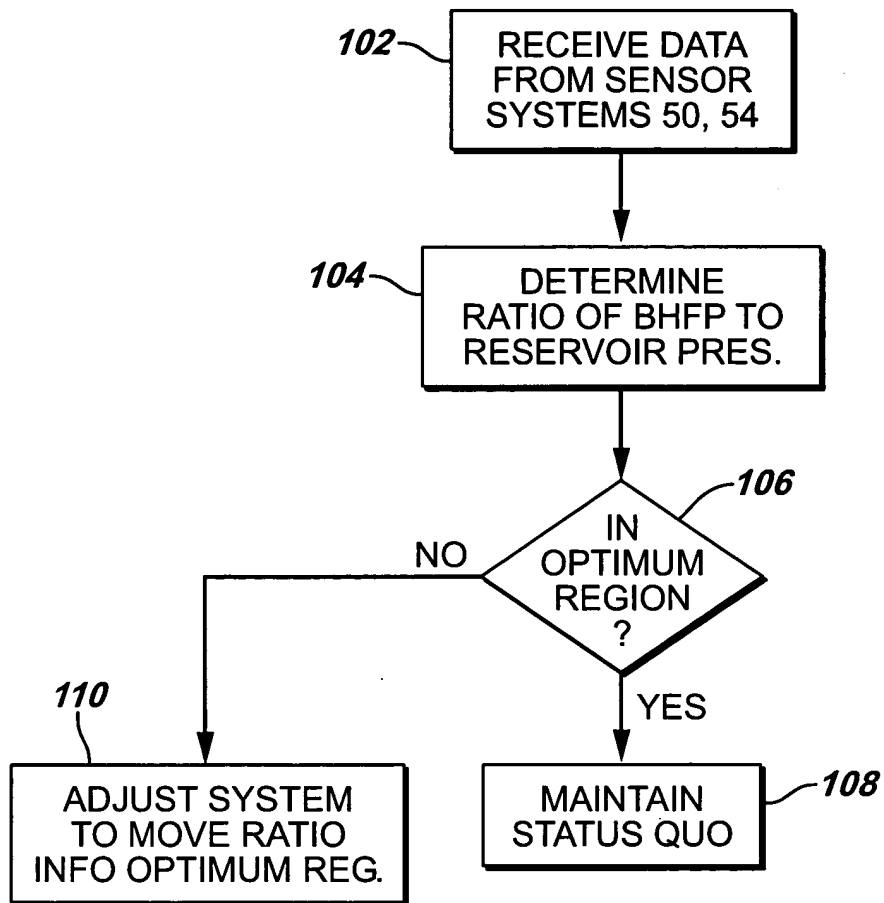 102
RECEIVE DATA
FROM SENSOR
SYSTEMS 50, 54
104
DETERMINE
RATIO OF BHFP TO
RESERVOIR PRES.
106
IN
OPTIMUM
REGION
?
NO
YES
110
ADJUST SYSTEM
TO MOVE RATIO
INFO OPTIMUM REG.
MAINTAIN
STATUS QUO
108